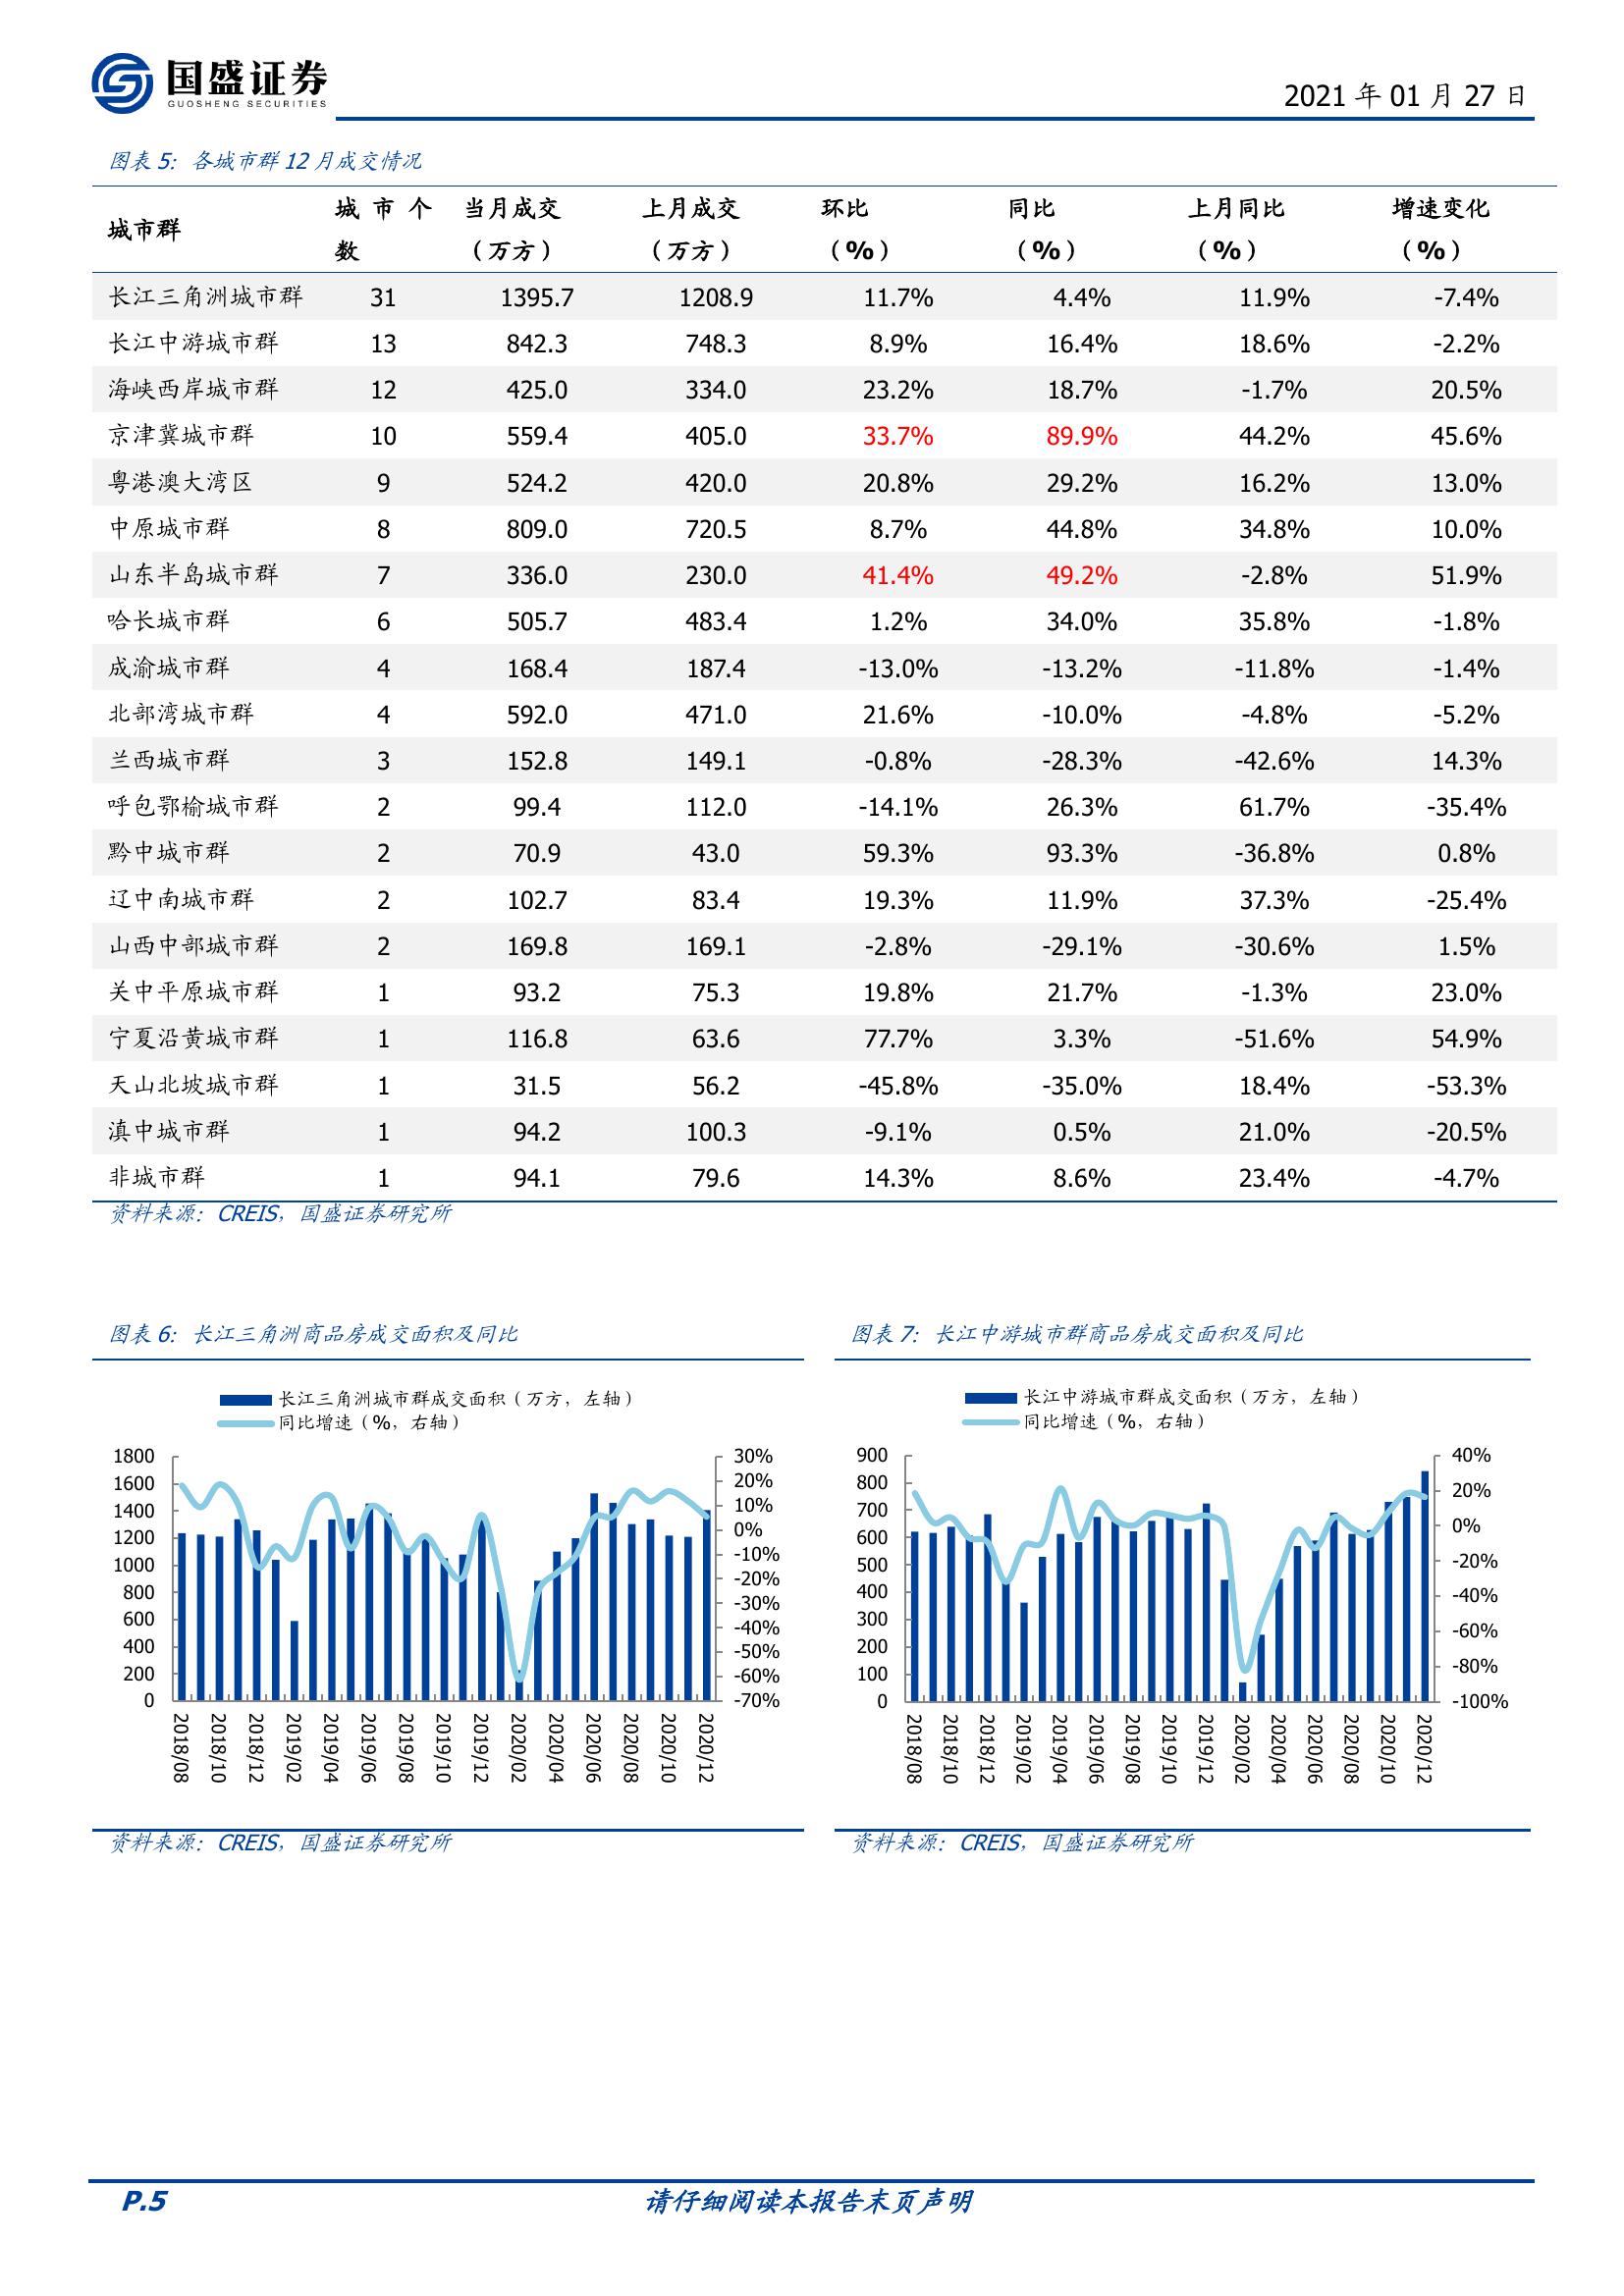 国盛证券
GUOSHENG SECURITIES
2021 年 01 月 27 日
图表 5: 各城市群 12 月成交情况
城市群 城市个数 当月成交（万方） 上月成交（万方） 环比（%） 同比（%） 上月同比（%） 增速变化（%）
长江三角洲城市群 31 1395.7 1208.9 11.7% 4.4% 11.9% -7.4%
长江中游城市群 13 842.3 748.3 8.9% 16.4% 18.6% -2.2%
海峡西岸城市群 12 425.0 334.0 23.2% 18.7% -1.7% 20.5%
京津冀城市群 10 559.4 405.0 33.7% 89.9% 44.2% 45.6%
粤港澳大湾区 9 524.2 420.0 20.8% 29.2% 16.2% 13.0%
中原城市群 8 809.0 720.5 8.7% 44.8% 34.8% 10.0%
山东半岛城市群 7 336.0 230.0 41.4% 49.2% -2.8% 51.9%
哈长城市群 6 505.7 483.4 1.2% 34.0% 35.8% -1.8%
成渝城市群 4 168.4 187.4 -13.0% -13.2% -11.8% -1.4%
北部湾城市群 4 592.0 471.0 21.6% -10.0% -4.8% -5.2%
兰西城市群 3 152.8 149.1 -0.8% -28.3% -42.6% 14.3%
呼包鄂榆城市群 2 99.4 112.0 -14.1% 26.3% 61.7% -35.4%
黔中城市群 2 70.9 43.0 59.3% 93.3% -36.8% 0.8%
辽中南城市群 2 102.7 83.4 19.3% 11.9% 37.3% -25.4%
山西中部城市群 2 169.8 169.1 -2.8% -29.1% -30.6% 1.5%
关中平原城市群 1 93.2 75.3 19.8% 21.7% -1.3% 23.0%
宁夏沿黄城市群 1 116.8 63.6 77.7% 3.3% -51.6% 54.9%
天山北坡城市群 1 31.5 56.2 -45.8% -35.0% 18.4% -53.3%
滇中城市群 1 94.2 100.3 -9.1% 0.5% 21.0% -20.5%
非城市群 1 94.1 79.6 14.3% 8.6% 23.4% -4.7%
资料来源：CREIS，国盛证券研究所
图表 6: 长江三角洲商品房成交面积及同比
长江三角洲城市群成交面积（万方，左轴）
同比增速（%，右轴）
1800 30%
1600 20%
1400 10%
1200 0%
1000 -10%
800 -20%
600 -30%
400 -40%
200 -50%
0 -60%
-70%
2018/08 2018/10 2018/12 2019/02 2019/04 2019/06 2019/08 2019/10 2019/12 2020/02 2020/04 2020/06 2020/08 2020/10 2020/12
资料来源：CREIS，国盛证券研究所
图表 7: 长江中游城市群商品房成交面积及同比
长江中游城市群成交面积（万方，左轴）
同比增速（%，右轴）
900 40%
800 20%
700 0%
600 -20%
500 -40%
400 -60%
300 -80%
200 -100%
100
0
2018/08 2018/10 2018/12 2019/02 2019/04 2019/06 2019/08 2019/10 2019/12 2020/02 2020/04 2020/06 2020/08 2020/10 2020/12
资料来源：CREIS，国盛证券研究所
P.5 请仔细阅读本报告末页声明